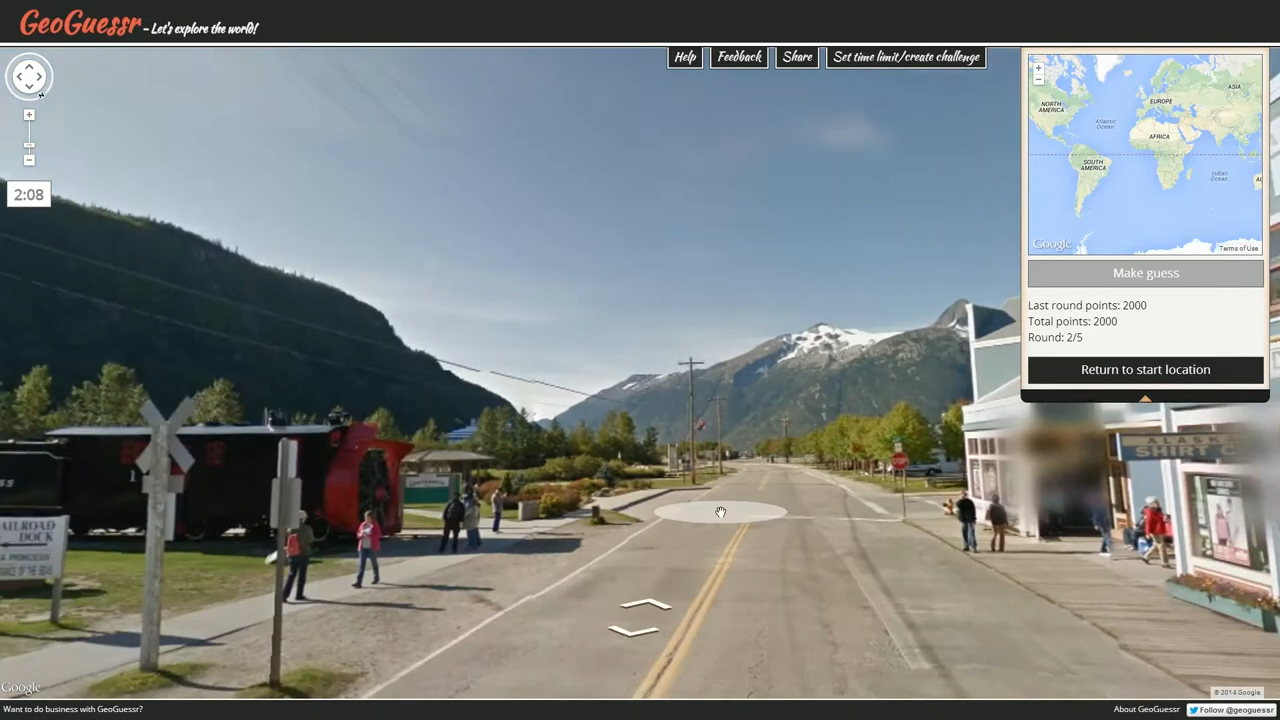 GeoGuessr - Let's explore the world!
Help
Feedback
Share
Set time limit/create challenge
2:08
NORTH AMERICA
Atlantic Ocean
EUROPE
ASIA
AFRICA
SOUTH AMERICA
Indian Ocean
AU
Google
Terms of Use
Make guess
Last round points: 2000
Total points: 2000
Round: 2/5
Return to start location
ALASKA
SHIRT C
RAILROAD
DOCK
Google
© 2014 Google
Want to do business with GeoGuessr?
About GeoGuessr
Follow @geoguessr